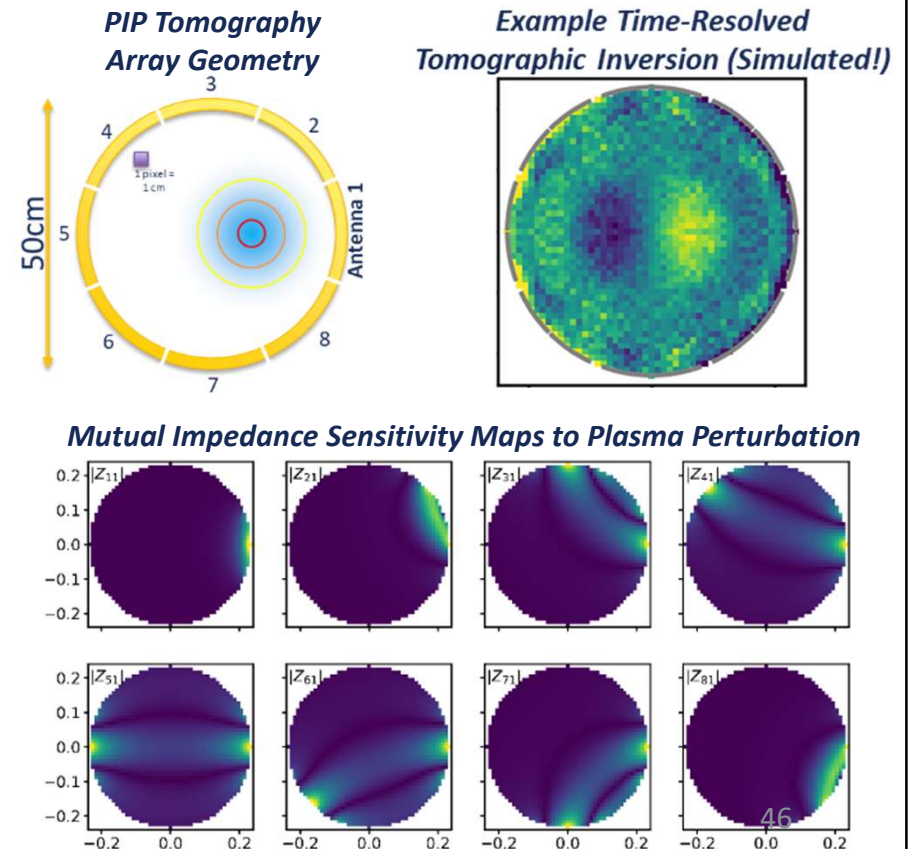 PIP Tomography
Array Geometry
Example Time-Resolved
Tomographic Inversion (Simulated!)
3
4
2
1 pixel =
1cm
50cm
5
Antenna 1
6
8
7
Mutual Impedance Sensitivity Maps to Plasma Perturbation
|Z11| |Z21| |Z31| |Z41|
0.2
0.1
0.0
−0.1
−0.2
|Z51| |Z61| |Z71| |Z81|
0.2
0.1
0.0
−0.1
−0.2
−0.2 0.0 0.2 −0.2 0.0 0.2 −0.2 0.0 0.2 −0.2 0.0 0.2
46